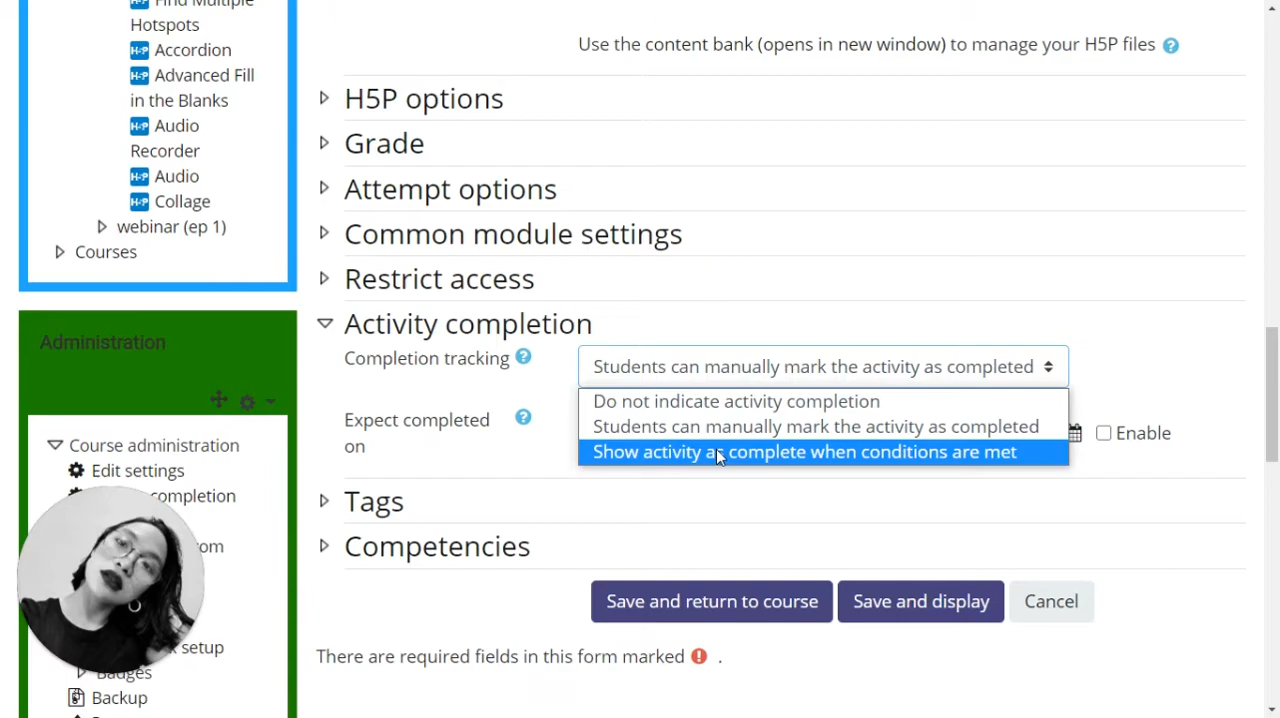 Find Multiple
Hotspots
H-P Accordion
H-P Advanced Fill
in the Blanks
H-P Audio
Recorder
H-P Audio
H-P Collage
webinar (ep 1)
Courses
Administration
Course administration
Edit settings
completion
om
setup
Badges
Backup
Use the content bank (opens in new window) to manage your H5P files ?
H5P options
Grade
Attempt options
Common module settings
Restrict access
Activity completion
Completion tracking ?
Students can manually mark the activity as completed
Do not indicate activity completion
Students can manually mark the activity as completed
Show activity as complete when conditions are met
Expect completed
on
?
Enable
Tags
Competencies
Save and return to course
Save and display
Cancel
There are required fields in this form marked ! .